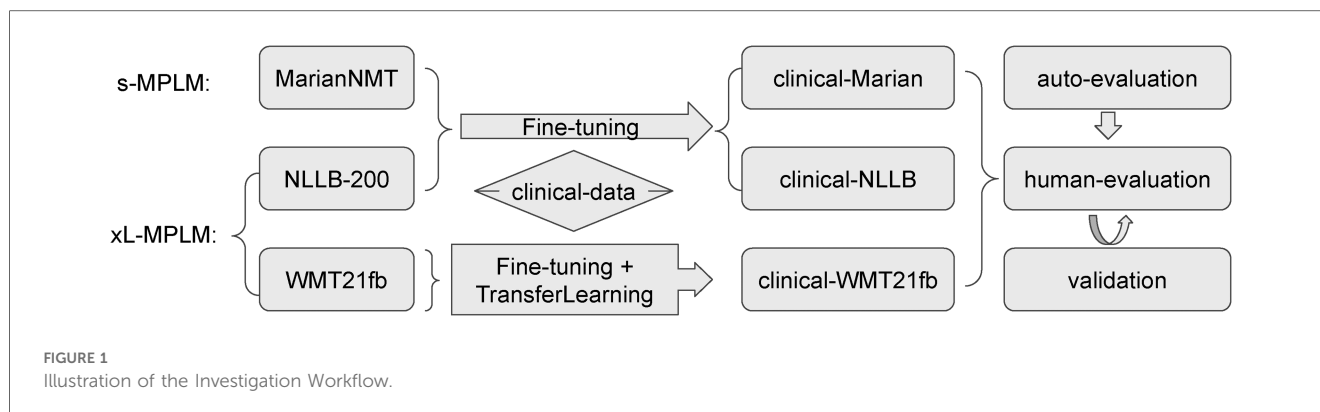 s-MPLM:
MarianNMT
Fine-tuning
clinical-Marian
auto-evaluation
NLLB-200
clinical-data
clinical-NLLB
human-evaluation
xL-MPLM:
WMT21fb
Fine-tuning +
TransferLearning
clinical-WMT21fb
validation
FIGURE 1
Illustration of the Investigation Workflow.